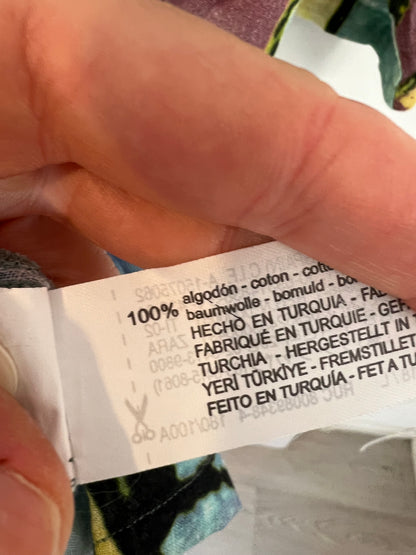 100% algodón - coton - cott
baumwolle - bomuld - bo
HECHO EN TURQUIA - FA
FABRIQUÉ EN TURQUIE - GEF
TURCHIA - HERGESTELLT IN
YERİ TÜRKİYE - FREMSTILLET
FEITO EN TURQUÍA - FET A TU